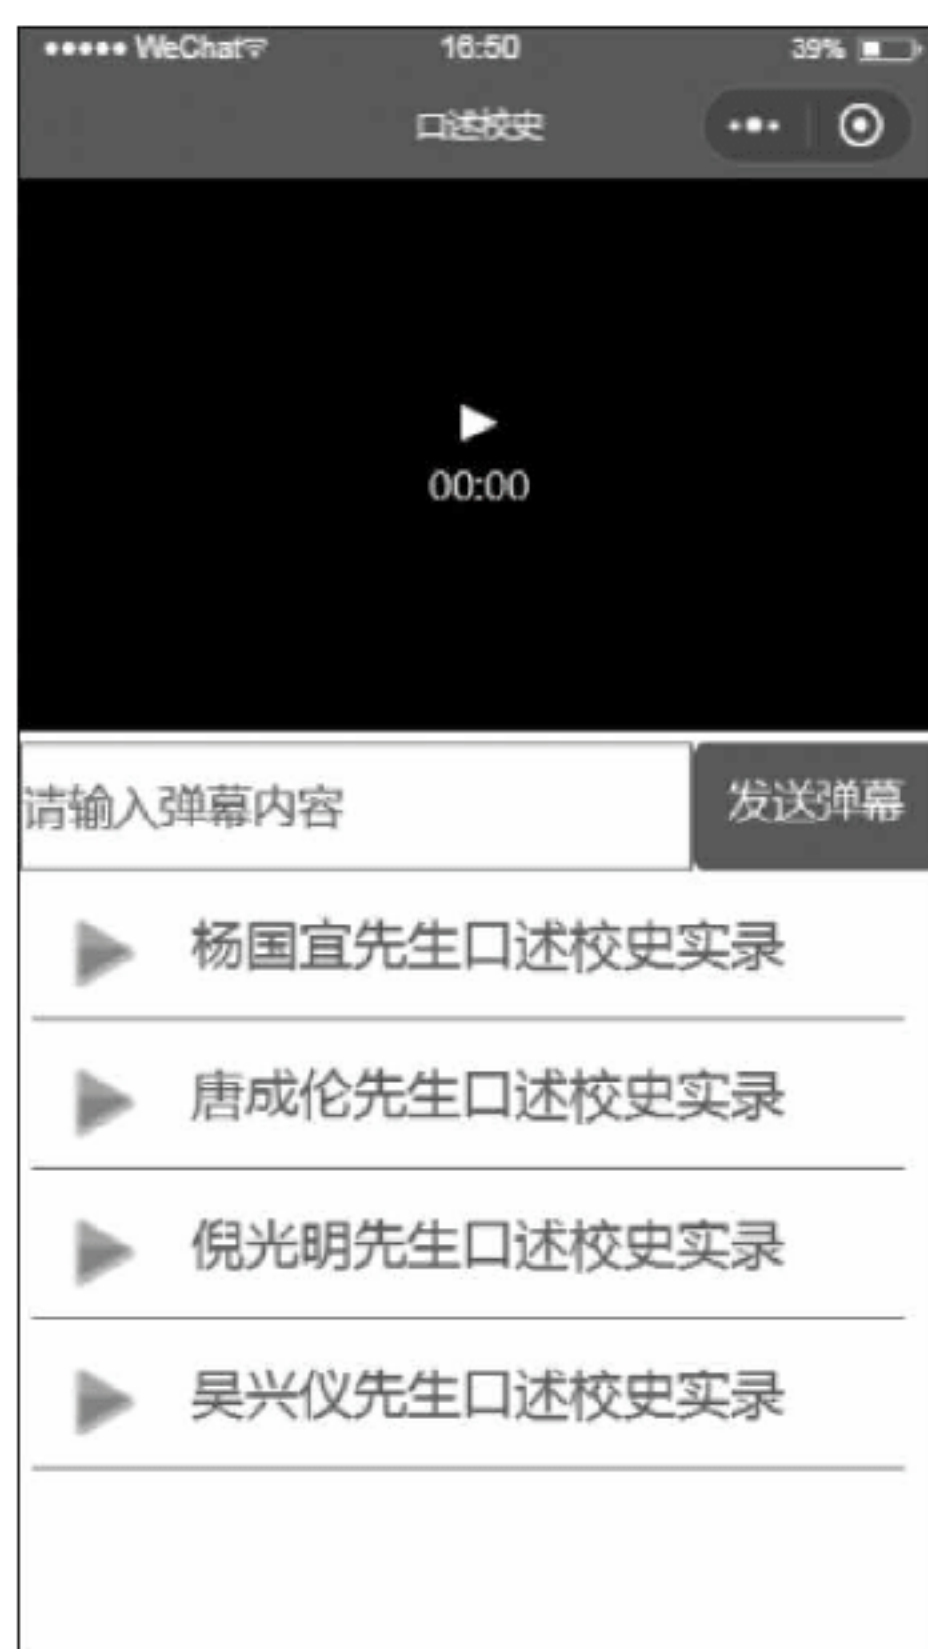 WeChat 16:50 39%
口述校史
00:00
请输入弹幕内容 发送弹幕
杨国宜先生口述校史实录
唐成伦先生口述校史实录
倪光明先生口述校史实录
吴兴仪先生口述校史实录